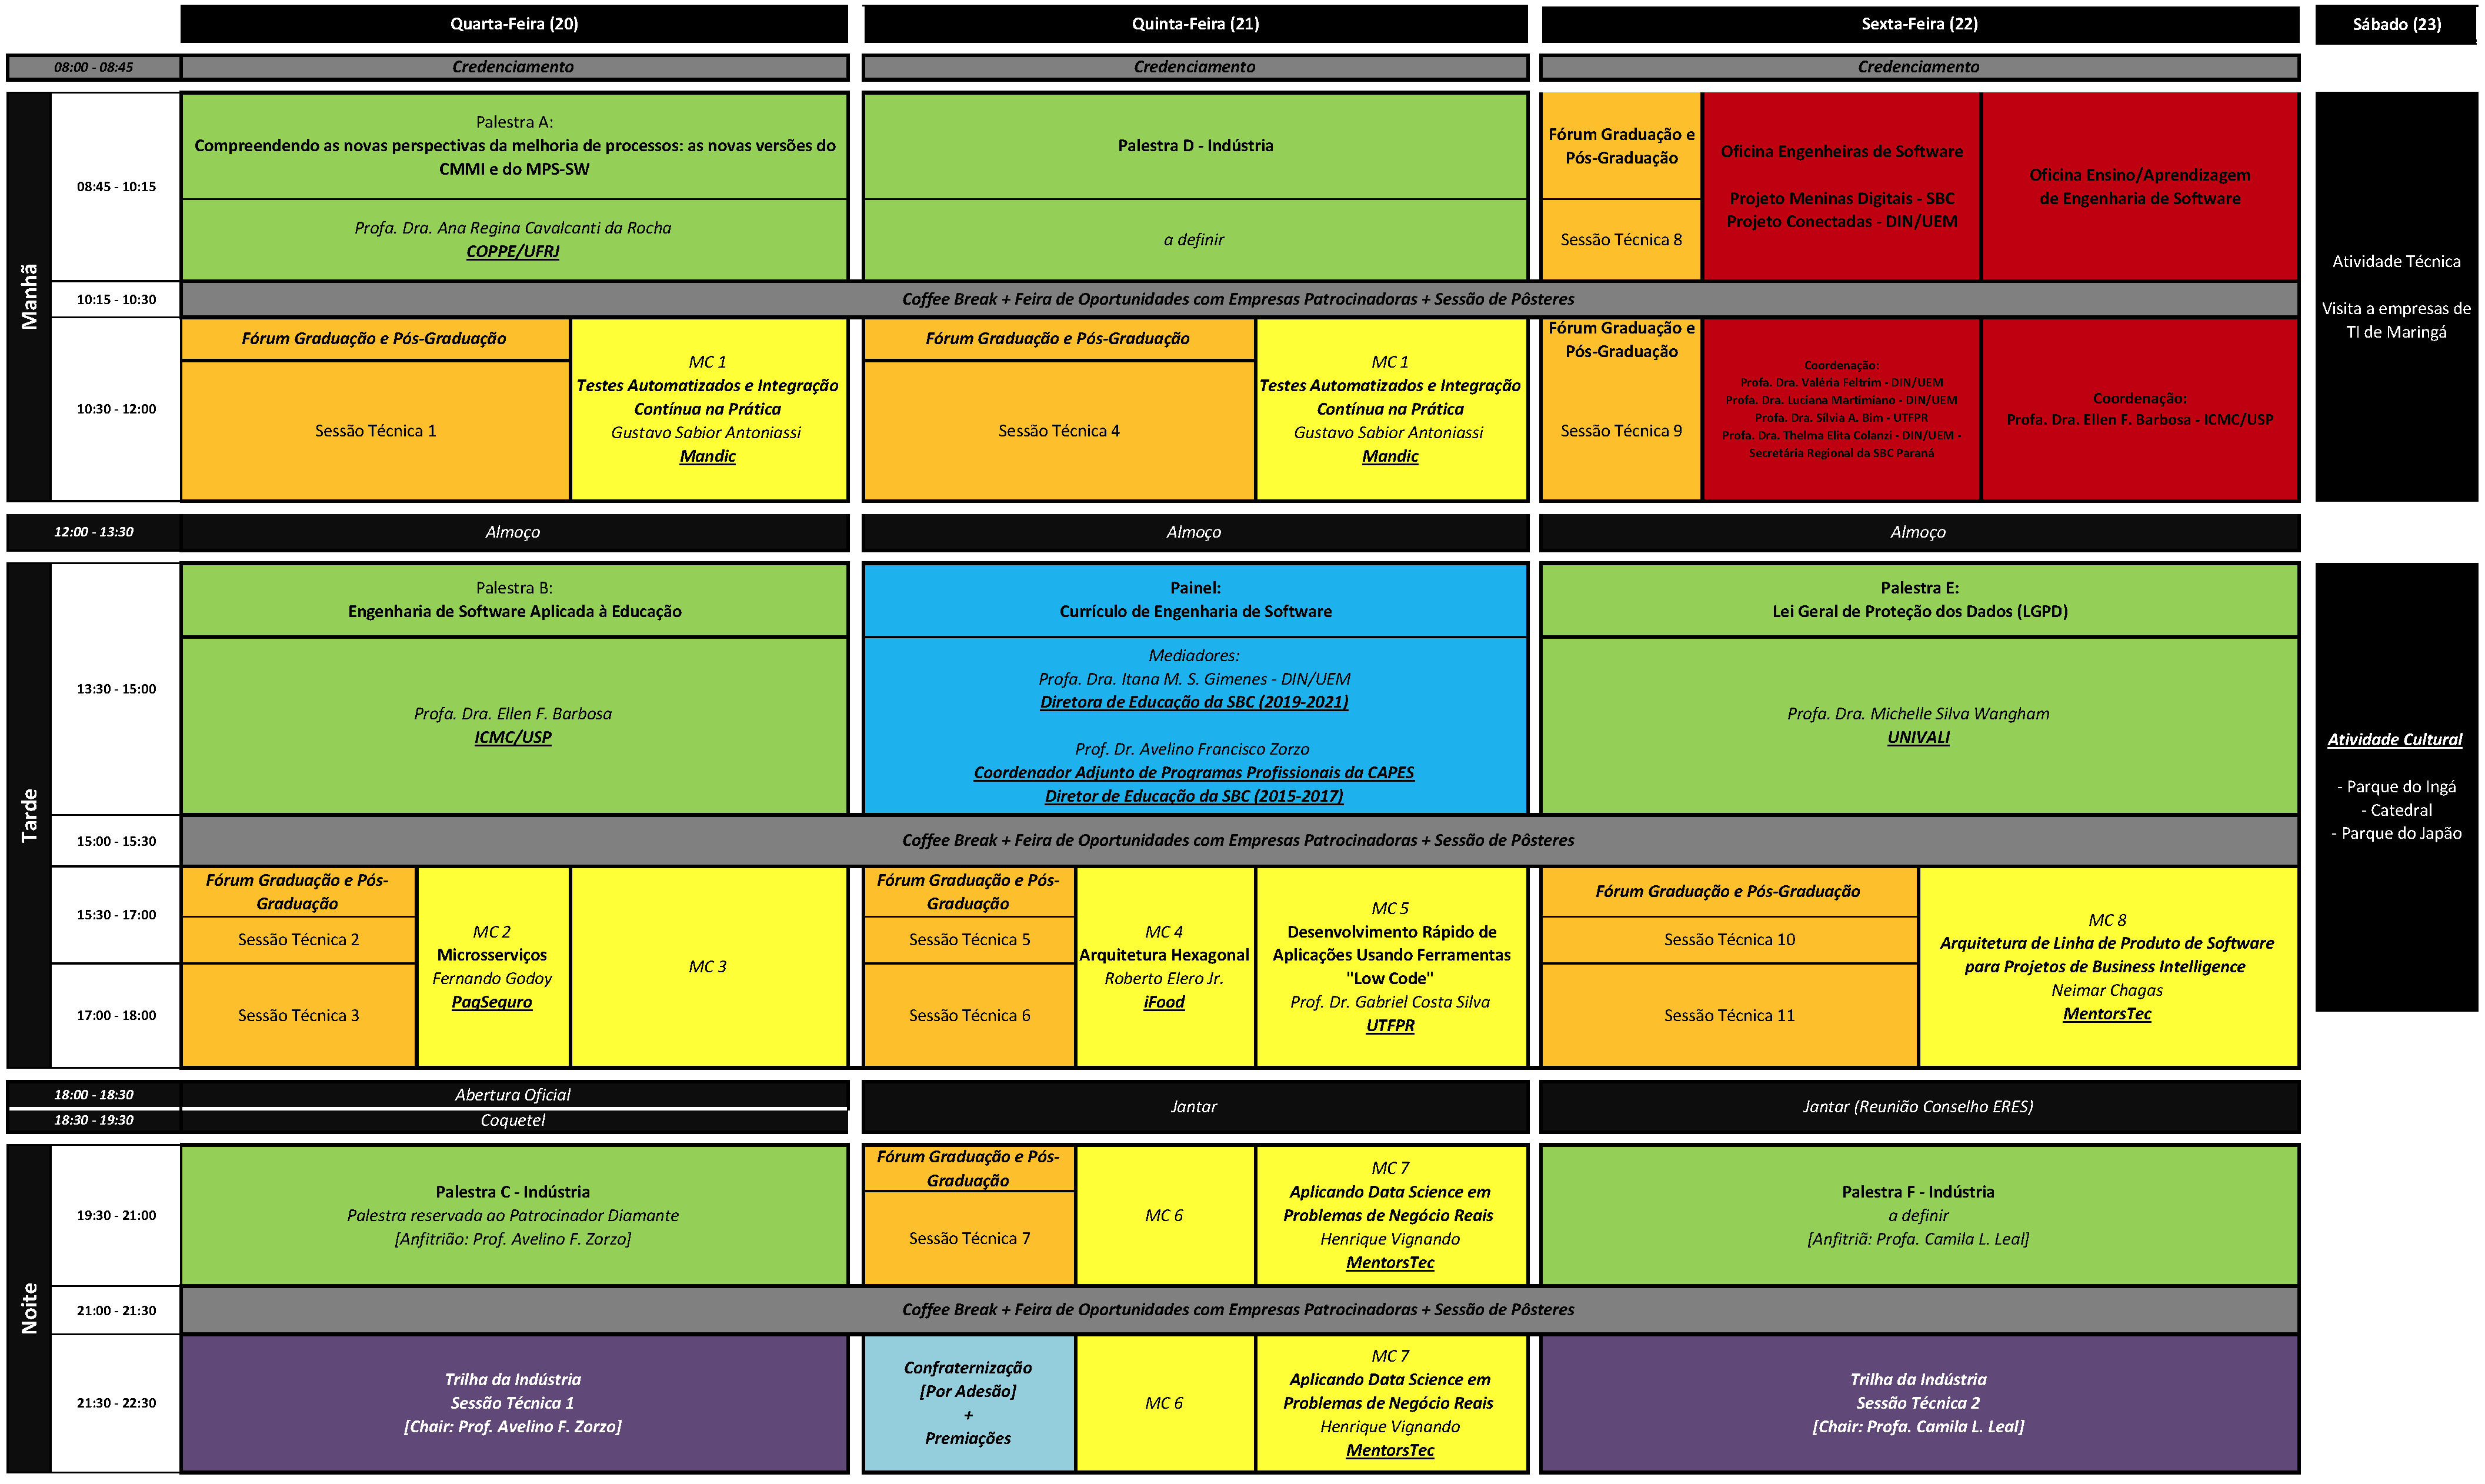 Quarta-Feira (20)
Quinta-Feira (21)
Sexta-Feira (22)
Sábado (23)
08:00 - 08:45
Credenciamento
Credenciamento
Credenciamento
Manhã
08:45 - 10:15
Palestra A:
Compreendendo as novas perspectivas da melhoria de processos: as novas versões do
CMMI e do MPS-SW
Profa. Dra. Ana Regina Cavalcanti da Rocha
COPPE/UFRJ
Palestra D - Indústria
a definir
Fórum Graduação e
Pós-Graduação
Sessão Técnica 8
Oficina Engenheiras de Software
Projeto Meninas Digitais - SBC
Projeto Conectadas - DIN/UEM
Oficina Ensino/Aprendizagem
de Engenharia de Software
Atividade Técnica
Visita a empresas de
TI de Maringá
10:15 - 10:30
Coffee Break + Feira de Oportunidades com Empresas Patrocinadoras + Sessão de Pôsteres
10:30 - 12:00
Fórum Graduação e Pós-Graduação
Sessão Técnica 1
MC 1
Testes Automatizados e Integração
Contínua na Prática
Gustavo Sabior Antoniassi
Mandic
Fórum Graduação e Pós-Graduação
Sessão Técnica 4
MC 1
Testes Automatizados e Integração
Contínua na Prática
Gustavo Sabior Antoniassi
Mandic
Fórum Graduação e
Pós-Graduação
Sessão Técnica 9
Coordenação:
Profa. Dra. Valéria Feltrim - DIN/UEM
Profa. Dra. Luciana Martimiano - DIN/UEM
Profa. Dra. Sílvia A. Bim - UTFPR
Profa. Dra. Thelma Elita Colanzi - DIN/UEM -
Secretária Regional da SBC Paraná
Coordenação:
Profa. Dra. Ellen F. Barbosa - ICMC/USP
12:00 - 13:30
Almoço
Almoço
Almoço
Tarde
13:30 - 15:00
Palestra B:
Engenharia de Software Aplicada à Educação
Profa. Dra. Ellen F. Barbosa
ICMC/USP
Painel:
Currículo de Engenharia de Software
Mediadores:
Profa. Dra. Itana M. S. Gimenes - DIN/UEM
Diretora de Educação da SBC (2019-2021)
Prof. Dr. Avelino Francisco Zorzo
Coordenador Adjunto de Programas Profissionais da CAPES
Diretor de Educação da SBC (2015-2017)
Palestra E:
Lei Geral de Proteção dos Dados (LGPD)
Profa. Dra. Michelle Silva Wangham
UNIVALI
Atividade Cultural
- Parque do Ingá
- Catedral
- Parque do Japão
15:00 - 15:30
Coffee Break + Feira de Oportunidades com Empresas Patrocinadoras + Sessão de Pôsteres
15:30 - 17:00
17:00 - 18:00
Fórum Graduação e Pós-
Graduação
Sessão Técnica 2
Sessão Técnica 3
MC 2
Microsserviços
Fernando Godoy
PagSeguro
MC 3
Fórum Graduação e Pós-
Graduação
Sessão Técnica 5
Sessão Técnica 6
MC 4
Arquitetura Hexagonal
Roberto Elero Jr.
iFood
MC 5
Desenvolvimento Rápido de
Aplicações Usando Ferramentas
"Low Code"
Prof. Dr. Gabriel Costa Silva
UTFPR
Fórum Graduação e Pós-Graduação
Sessão Técnica 10
Sessão Técnica 11
MC 8
Arquitetura de Linha de Produto de Software
para Projetos de Business Intelligence
Neimar Chagas
MentorsTec
18:00 - 18:30
Abertura Oficial
18:30 - 19:30
Coquetel
Jantar
Jantar (Reunião Conselho ERES)
Noite
19:30 - 21:00
Palestra C - Indústria
Palestra reservada ao Patrocinador Diamante
[Anfitrião: Prof. Avelino F. Zorzo]
Fórum Graduação e Pós-
Graduação
Sessão Técnica 7
MC 6
MC 7
Aplicando Data Science em
Problemas de Negócio Reais
Henrique Vignando
MentorsTec
Palestra F - Indústria
a definir
[Anfitriã: Profa. Camila L. Leal]
21:00 - 21:30
Coffee Break + Feira de Oportunidades com Empresas Patrocinadoras + Sessão de Pôsteres
21:30 - 22:30
Trilha da Indústria
Sessão Técnica 1
[Chair: Prof. Avelino F. Zorzo]
Confraternização
[Por Adesão]
+
Premiações
MC 6
MC 7
Aplicando Data Science em
Problemas de Negócio Reais
Henrique Vignando
MentorsTec
Trilha da Indústria
Sessão Técnica 2
[Chair: Profa. Camila L. Leal]